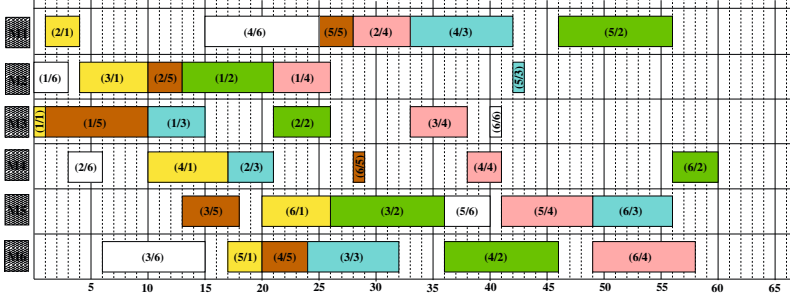 M1 (2/1) (4/6) (5/5) (2/4) (4/3) (5/2)
M2 (1/6) (3/1) (2/5) (1/2) (1/4) (5/3)
M3 (1/1) (1/5) (1/3) (2/2) (3/4) (6/6)
M4 (2/6) (4/1) (2/3) (6/5) (4/4) (6/2)
M5 (3/5) (6/1) (3/2) (5/6) (5/4) (6/3)
M6 (3/6) (5/1) (4/5) (3/3) (4/2) (6/4)
5 10 15 20 25 30 35 40 45 50 55 60 65